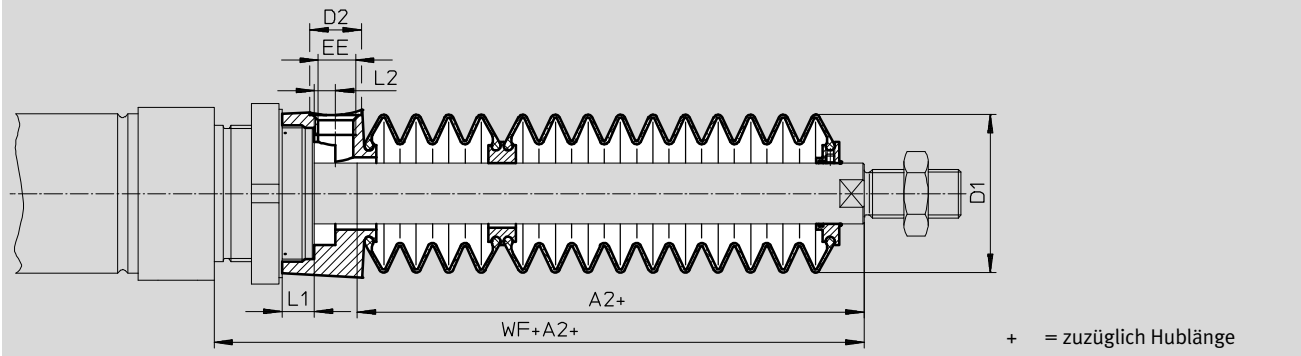 D2
EE
L2
D1
L1
A2+
WF+A2+
+ = zuzüglich Hublänge